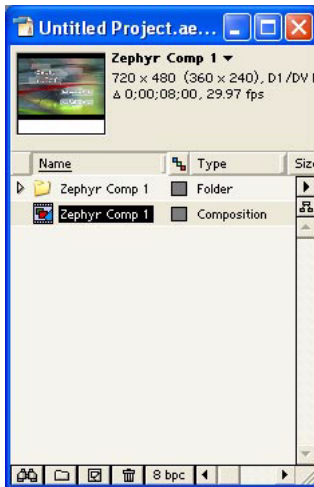 Untitled Project.ae...
Zephyr Comp 1
720 x 480 (360 x 240), D1/DV
Δ 0;00;08;00, 29.97 fps
Name Type Size
Zephyr Comp 1 Folder
Zephyr Comp 1 Composition
8 bpc